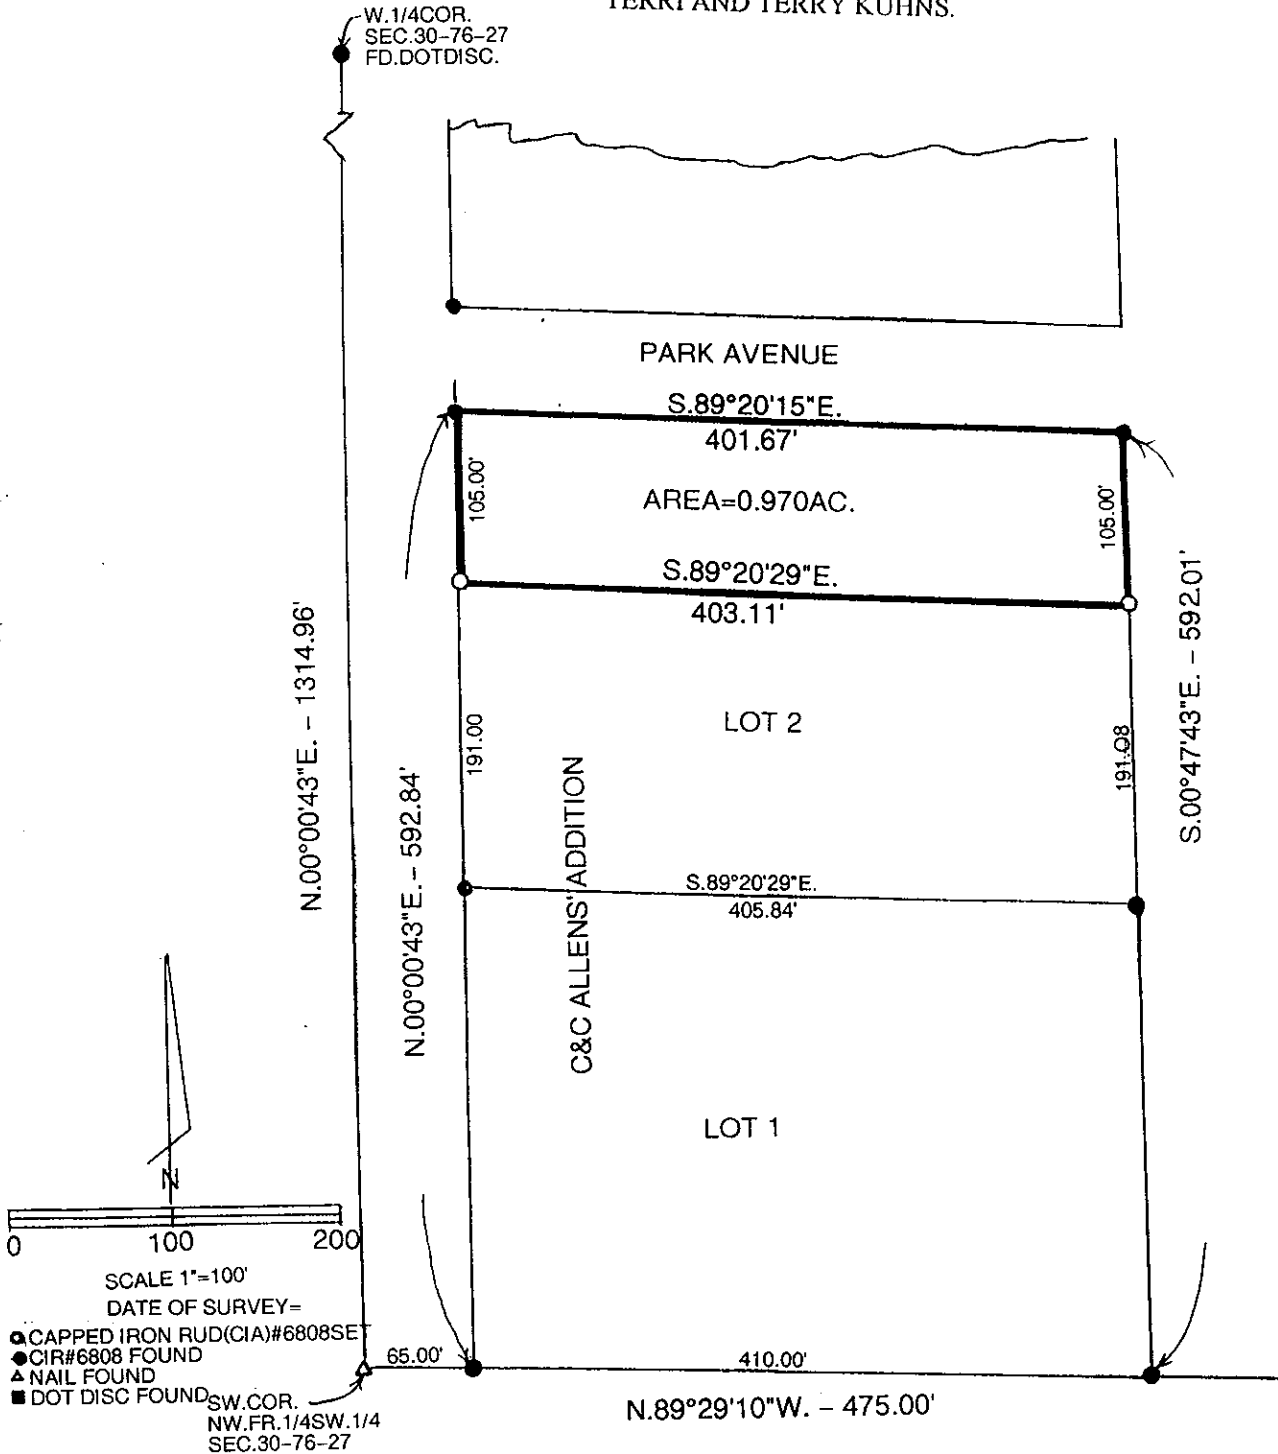 TERRI AND TERRY KUHNS.
W.1/4COR.
SEC.30-76-27
FD.DOTDISC.
PARK AVENUE
S.89°20'15"E.
401.67'
105.00'
AREA=0.970AC.
105.00'
S.89°20'29"E.
403.11'
N.00°00'43"E. - 1314.96'
S.00°47'43"E. - 592.01'
LOT 2
191.00
191.08
N.00°00'43"E. - 592.84'
C&C ALLENS' ADDITION
S.89°20'29"E.
405.84'
LOT 1
N
0 100 200
SCALE 1"=100'
DATE OF SURVEY=
CAPPED IRON RUD(CIA)#6808SET
CIR#6808 FOUND
NAIL FOUND
DOT DISC FOUND
65.00'
410.00'
SW.COR.
NW.FR.1/4SW.1/4
SEC.30-76-27
N.89°29'10"W. - 475.00'